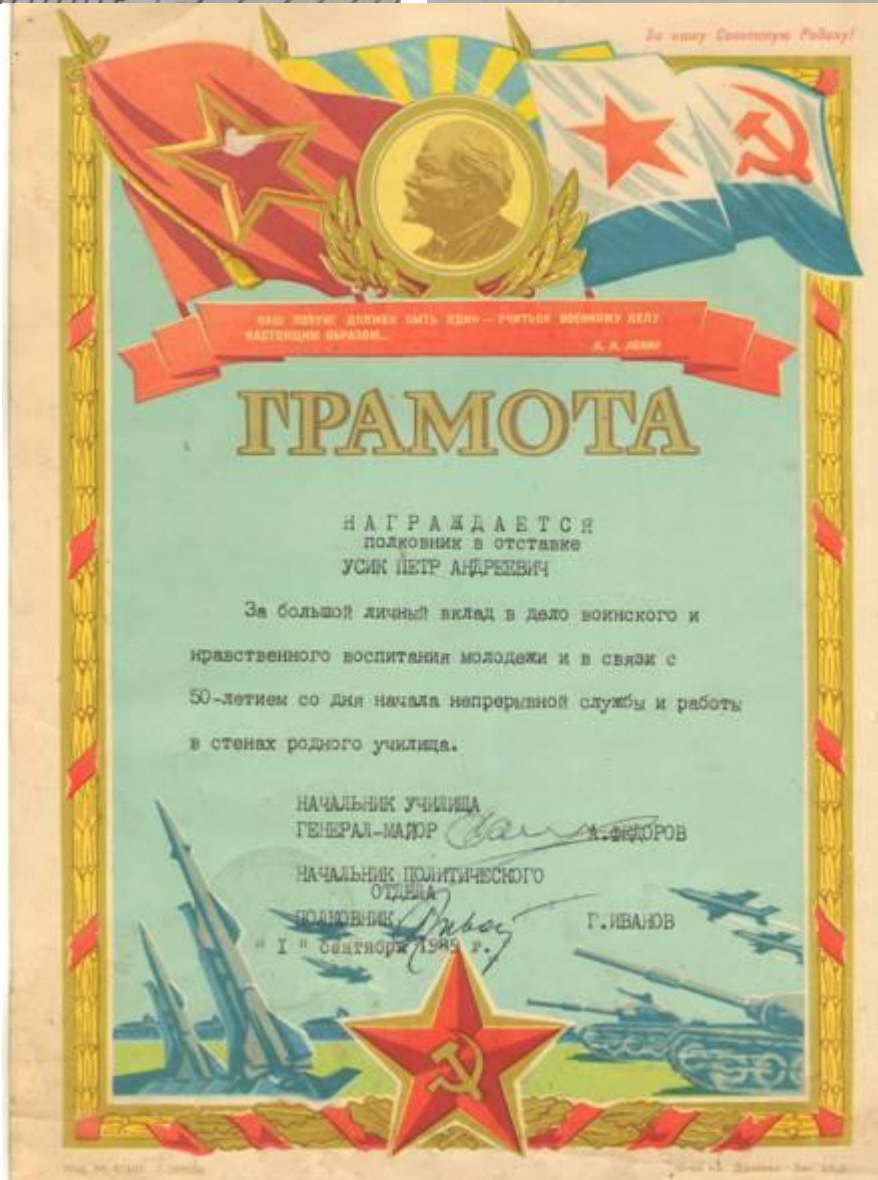 За нашу Советскую Родину!
НАШ ЛОЗУНГ ДОЛЖЕН БЫТЬ ОДИН — УЧИТЬСЯ ВОЕННОМУ ДЕЛУ
НАСТОЯЩИМ ОБРАЗОМ...
В. И. ЛЕНИН
ГРАМОТА
НАГРАЖДАЕТСЯ
полковник в отставке
УСИК ПЕТР АНДРЕЕВИЧ
За большой личный вклад в дело воинского и
нравственного воспитания молодежи и в связи с
50-летием со дня начала непрерывной службы и работы
в стенах родного училища.
НАЧАЛЬНИК УЧИЛИЩА
ГЕНЕРАЛ-МАЙОР А.ФЕДОРОВ
НАЧАЛЬНИК ПОЛИТИЧЕСКОГО
ОТДЕЛА
ПОЛКОВНИК Г.ИВАНОВ
" I " сентября 1989 г.